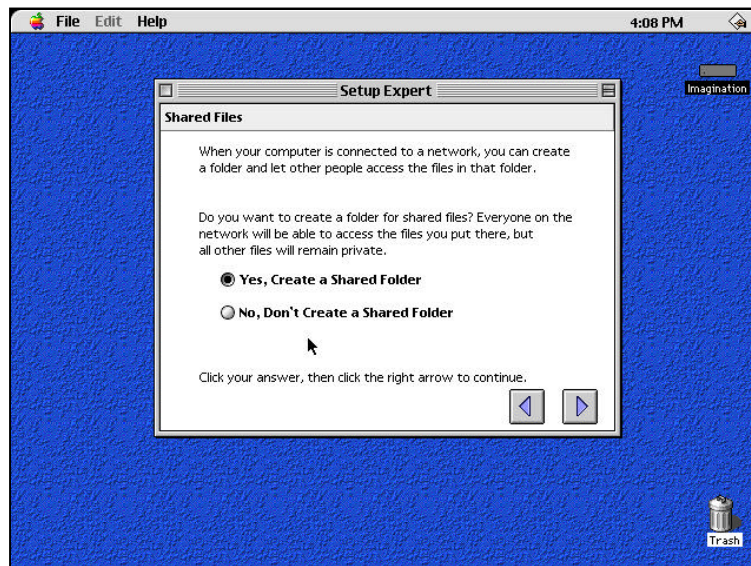 File Edit Help 4:08 PM
Imagination
Setup Expert
Shared Files
When your computer is connected to a network, you can create
a folder and let other people access the files in that folder.
Do you want to create a folder for shared files? Everyone on the
network will be able to access the files you put there, but
all other files will remain private.
Yes, Create a Shared Folder
No, Don't Create a Shared Folder
Click your answer, then click the right arrow to continue.
Trash